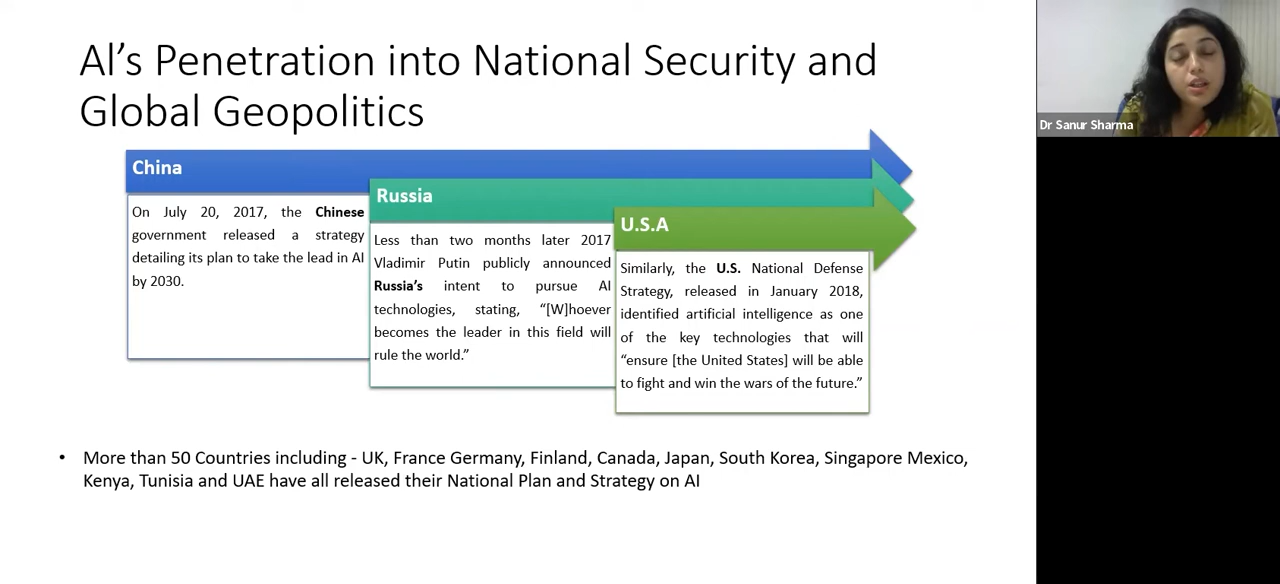 AI's Penetration into National Security and
Global Geopolitics
China
On July 20, 2017, the Chinese
government released a strategy
detailing its plan to take the lead in AI
by 2030.
Russia
Less than two months later 2017
Vladimir Putin publicly announced
Russia's intent to pursue AI
technologies, stating, "[W]hoever
becomes the leader in this field will
rule the world."
U.S.A
Similarly, the U.S. National Defense
Strategy, released in January 2018,
identified artificial intelligence as one
of the key technologies that will
"ensure [the United States] will be able
to fight and win the wars of the future."
• More than 50 Countries including - UK, France Germany, Finland, Canada, Japan, South Korea, Singapore Mexico,
Kenya, Tunisia and UAE have all released their National Plan and Strategy on AI
Dr Sanur Sharma